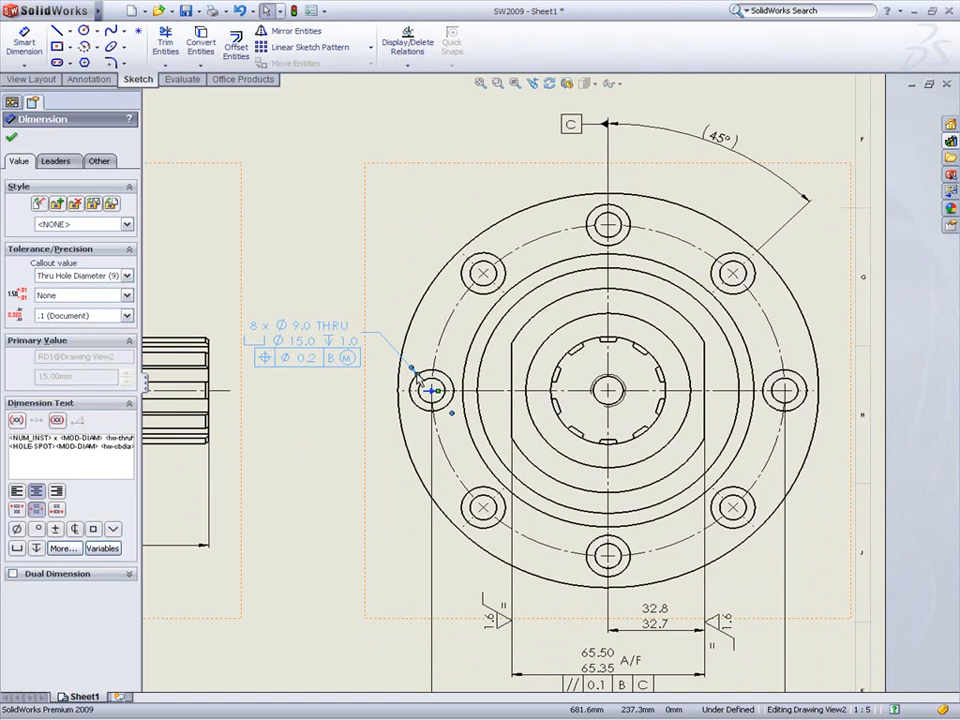 SolidWorks
SW2009 - Sheet1 *
SolidWorks Search
Smart Dimension
Trim Entities
Convert Entities
Offset Entities
Mirror Entities
Linear Sketch Pattern
Move Entities
Display/Delete Relations
Quick Snaps
View Layout
Annotation
Sketch
Evaluate
Office Products
Dimension
?
Value
Leaders
Other
Style
<NONE>
Tolerance/Precision
Callout value
Thru Hole Diameter (9)
None
.1 (Document)
Primary Value
RD1@Drawing View2
15.00mm
Dimension Text
<NUM_INST> x <MOD-DIAM> <hw-thruh
<HOLE-SPOT><MOD-DIAM> <hw-cbdia>
More...
Variables
Dual Dimension
C
(45°)
8 x Ø 9.0 THRU
⌴ Ø 15.0 ↧ 1.0
⌖ Ø 0.2 B Ⓜ
F
G
H
J
K
1.6
32.8
32.7
1.6
65.50
65.35
A/F
// 0.1 B C
Sheet1
SolidWorks Premium 2009
681.6mm
237.3mm
0mm
Under Defined
Editing Drawing View2
1 : 5